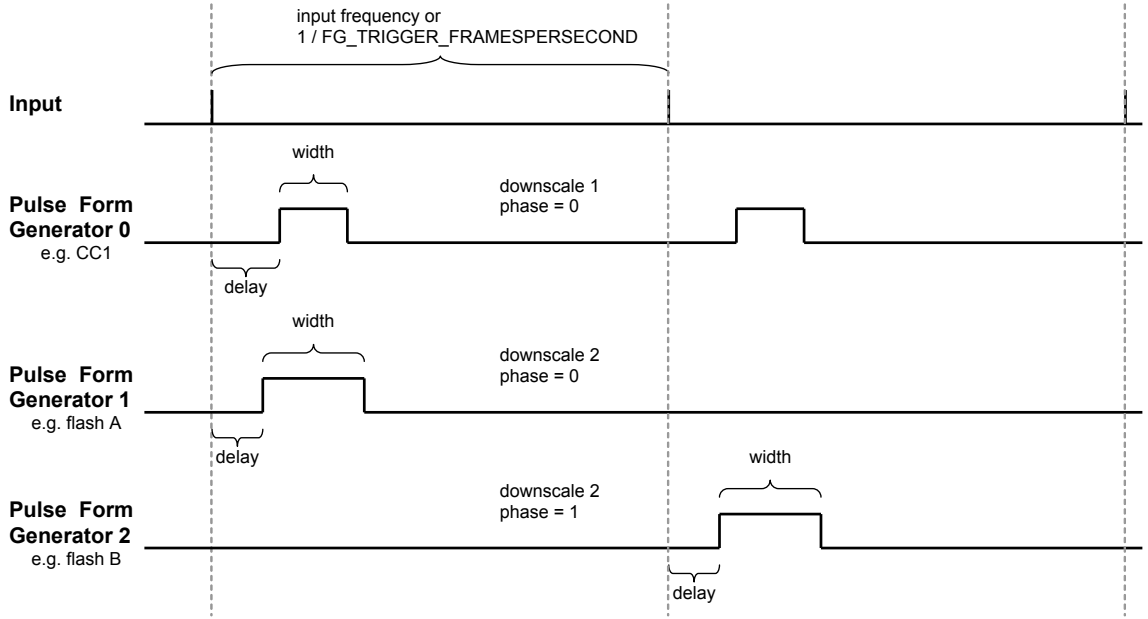 input frequency or
1 / FG_TRIGGER_FRAMESPERSECOND
Input
width
downscale 1
phase = 0
Pulse Form
Generator 0
e.g. CC1
delay
width
downscale 2
phase = 0
Pulse Form
Generator 1
e.g. flash A
delay
width
downscale 2
phase = 1
Pulse Form
Generator 2
e.g. flash B
delay